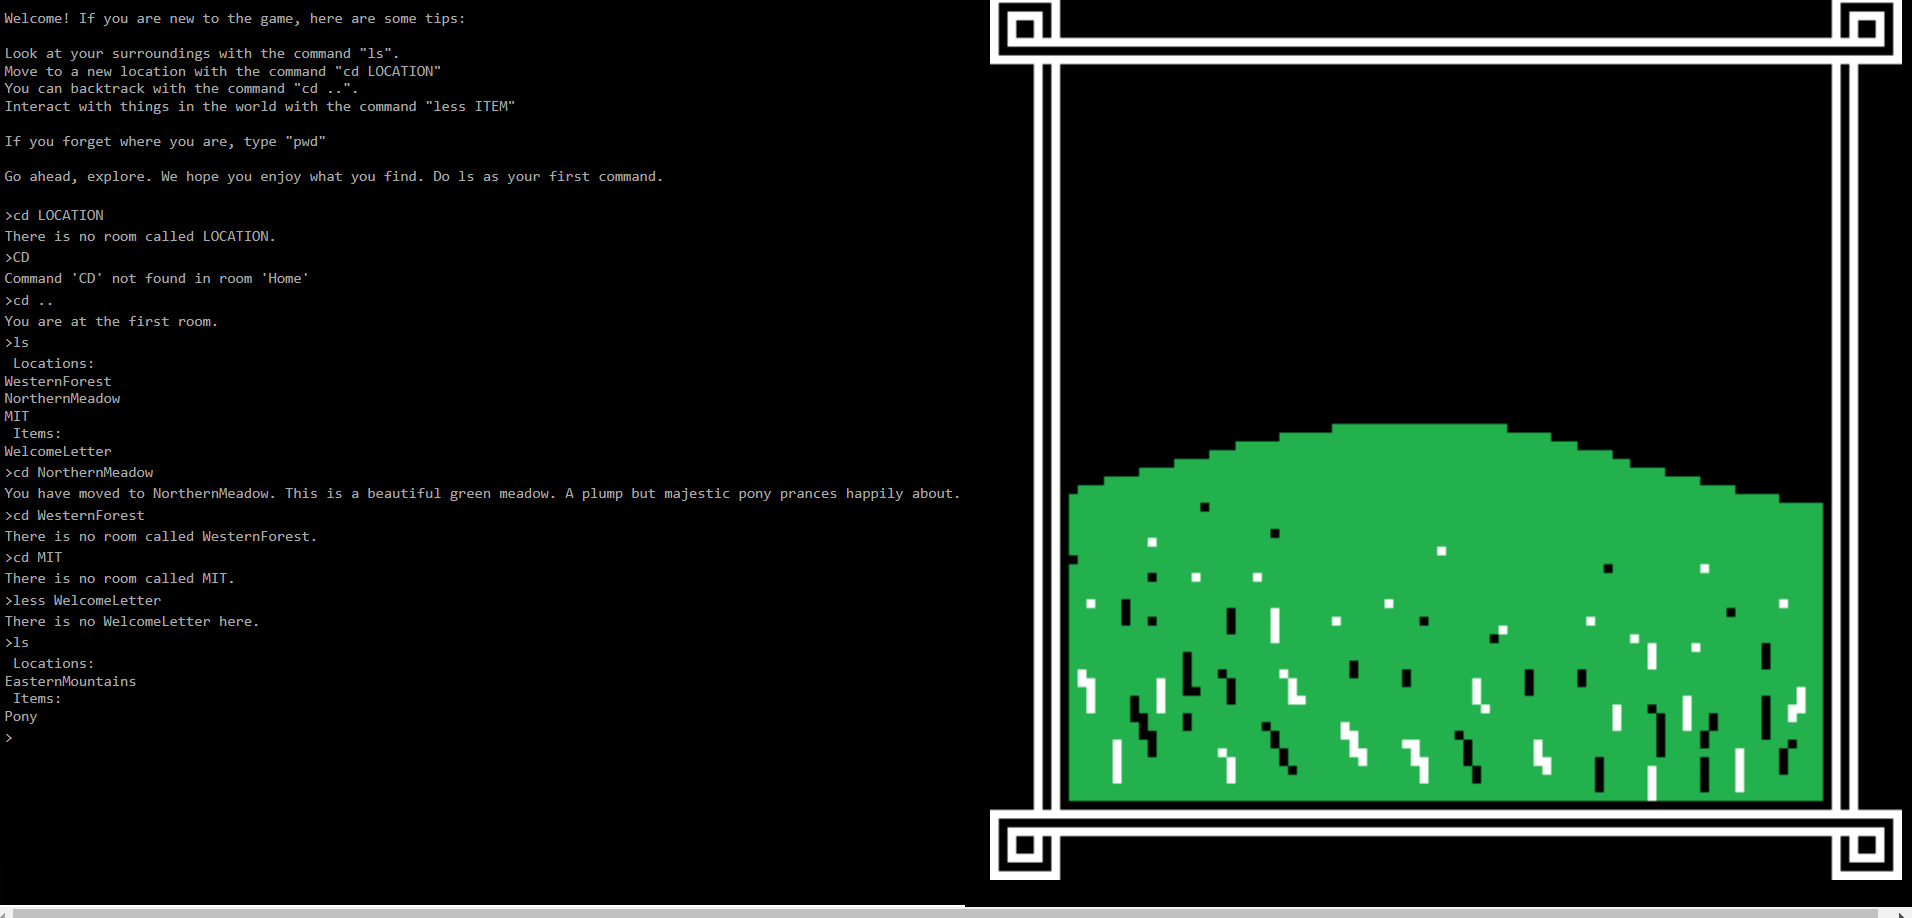 Welcome! If you are new to the game, here are some tips:
Look at your surroundings with the command "ls".
Move to a new location with the command "cd LOCATION"
You can backtrack with the command "cd ..".
Interact with things in the world with the command "less ITEM"
If you forget where you are, type "pwd"
Go ahead, explore. We hope you enjoy what you find. Do ls as your first command.
>cd LOCATION
There is no room called LOCATION.
>CD
Command 'CD' not found in room 'Home'
>cd ..
You are at the first room.
>ls
Locations:
WesternForest
NorthernMeadow
MIT
Items:
WelcomeLetter
>cd NorthernMeadow
You have moved to NorthernMeadow. This is a beautiful green meadow. A plump but majestic pony prances happily about.
>cd WesternForest
There is no room called WesternForest.
>cd MIT
There is no room called MIT.
>less WelcomeLetter
There is no WelcomeLetter here.
>ls
Locations:
EasternMountains
Items:
Pony
>